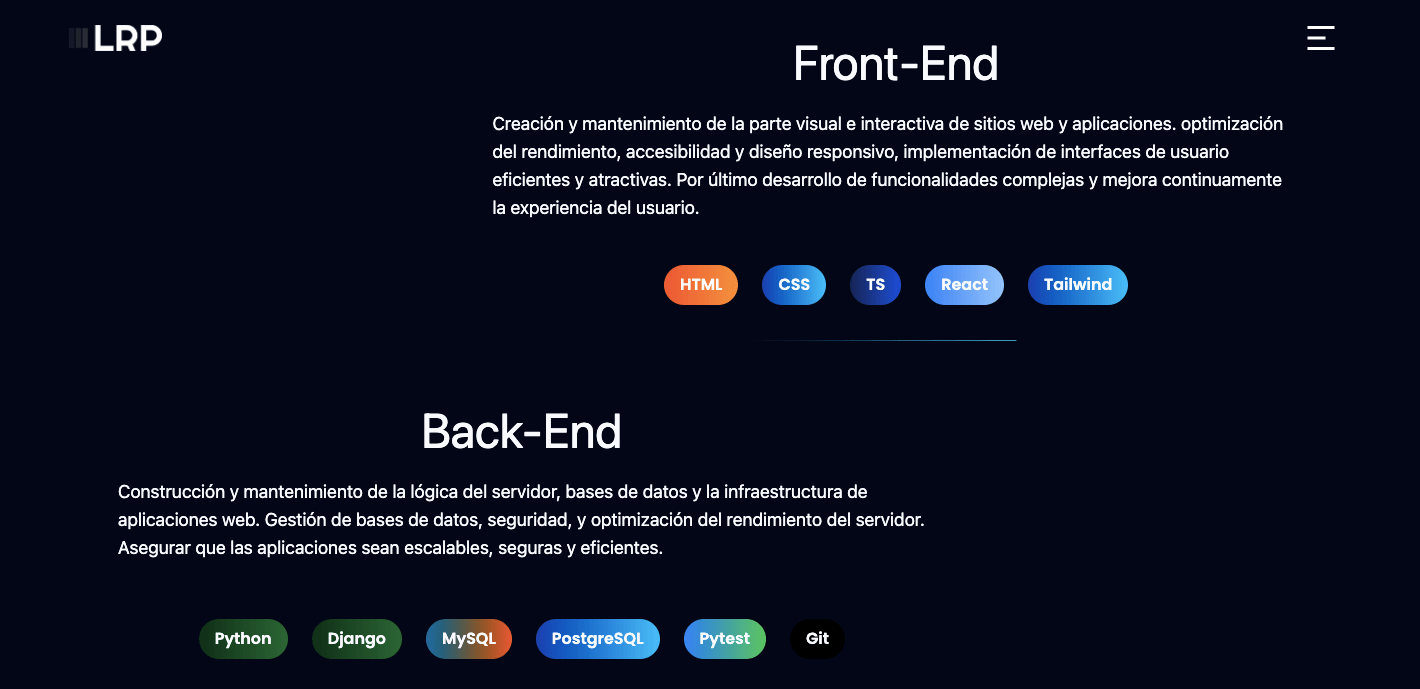 LRP
Front-End
Creación y mantenimiento de la parte visual e interactiva de sitios web y aplicaciones. optimización
del rendimiento, accesibilidad y diseño responsivo, implementación de interfaces de usuario
eficientes y atractivas. Por último desarrollo de funcionalidades complejas y mejora continuamente
la experiencia del usuario.
HTML CSS TS React Tailwind
Back-End
Construcción y mantenimiento de la lógica del servidor, bases de datos y la infraestructura de
aplicaciones web. Gestión de bases de datos, seguridad, y optimización del rendimiento del servidor.
Asegurar que las aplicaciones sean escalables, seguras y eficientes.
Python Django MySQL PostgreSQL Pytest Git